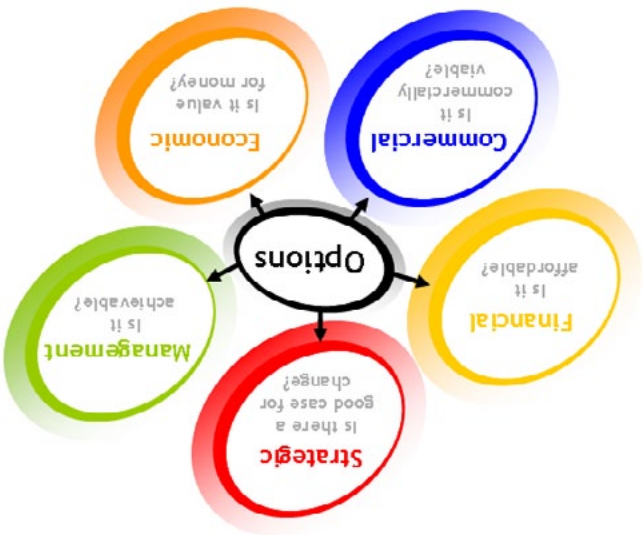 Strategic
Is there a
good case for
change?
Financial
Is it
affordable?
Management
Is it
achievable?
Options
Commercial
Is it
commercially
viable?
Economic
Is it value
for money?